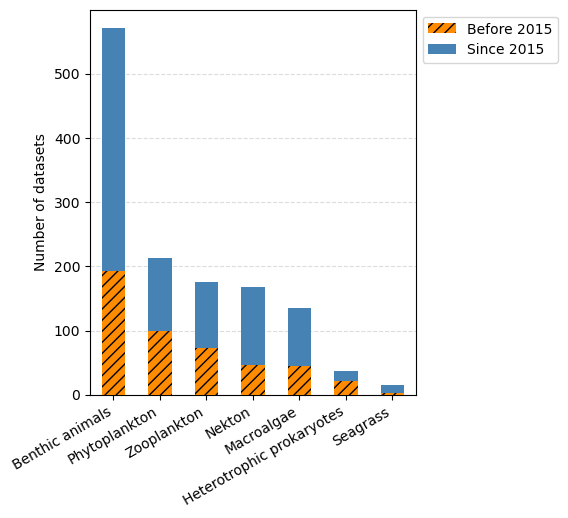 Before 2015
Since 2015
Number of datasets
500
400
300
200
100
0
Benthic animals
Phytoplankton
Zooplankton
Nekton
Macroalgae
Heterotrophic prokaryotes
Seagrass